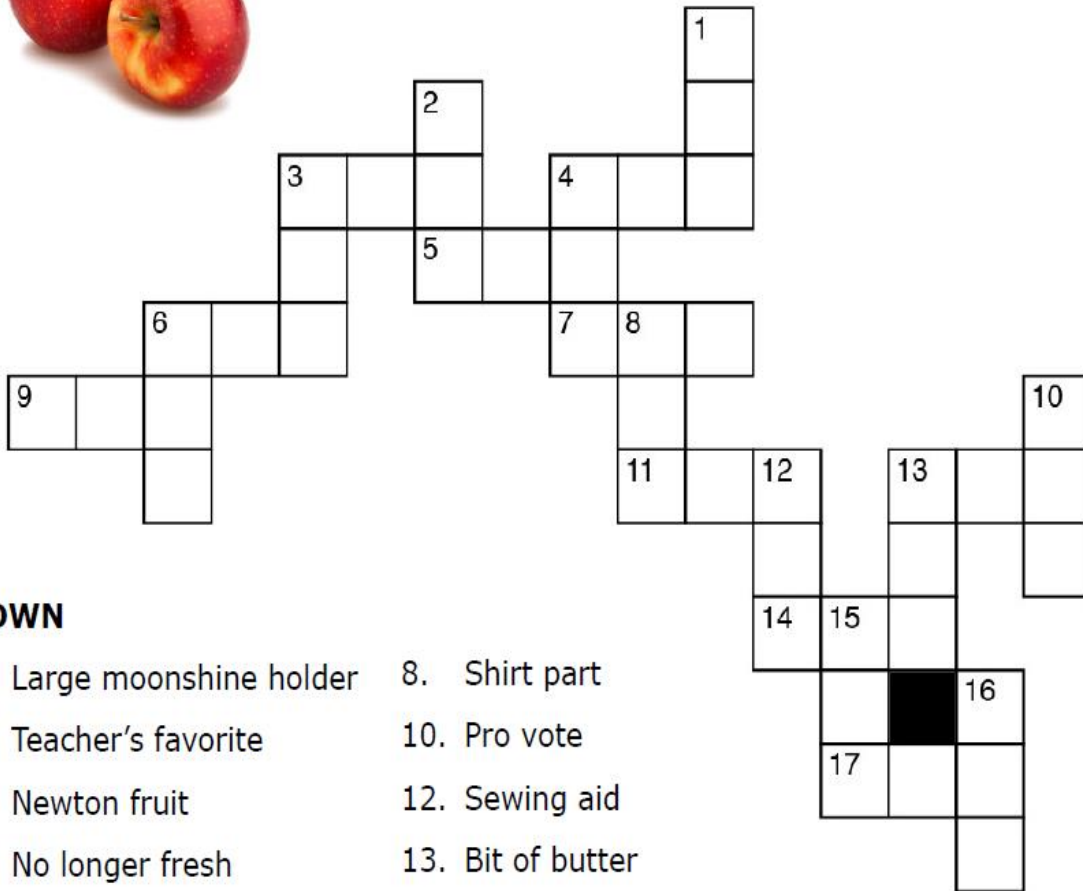 1
2
3 4
5
6 7 8
9 10
11 12 13
14 15
16
17
OWN
Large moonshine holder
Teacher's favorite
Newton fruit
No longer fresh
8. Shirt part
10. Pro vote
12. Sewing aid
13. Bit of butter